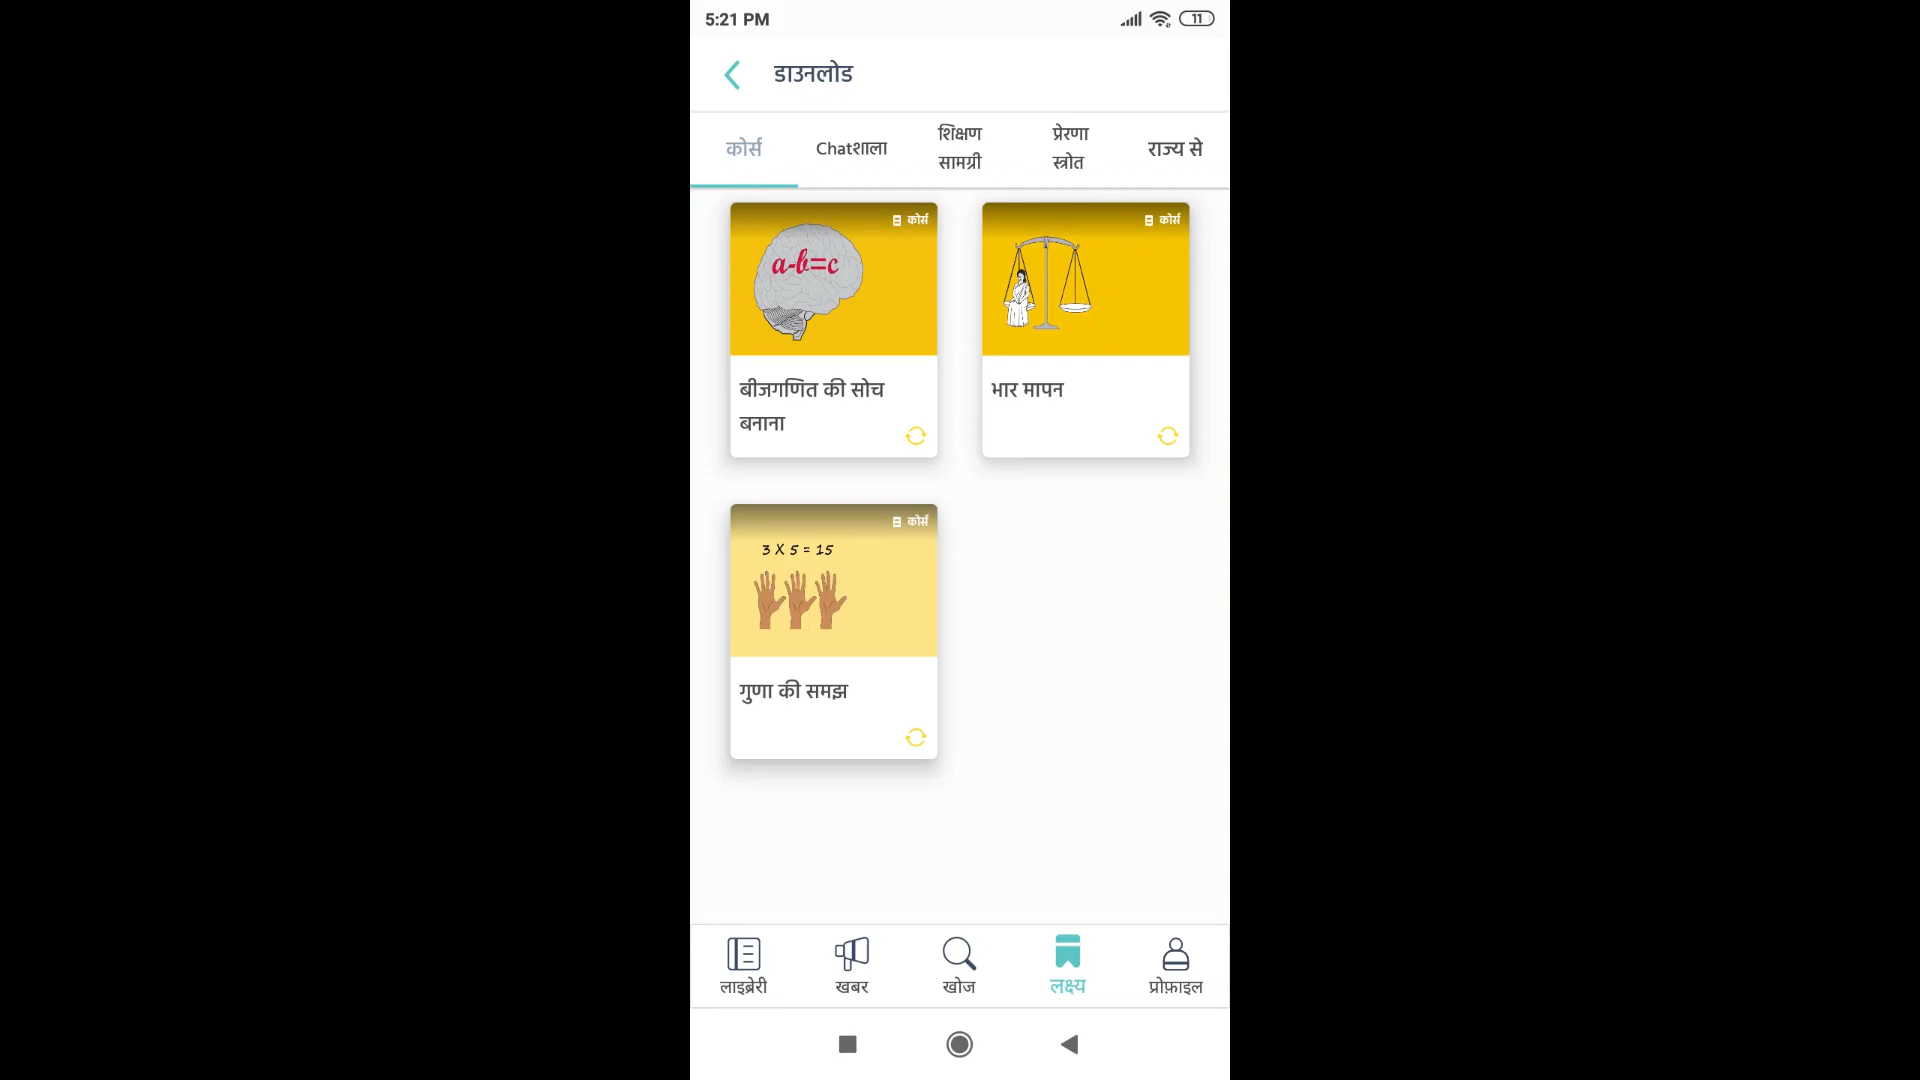 5:21 PM
11
डाउनलोड
कोर्स
Chatशाला
शिक्षण
सामग्री
प्रेरणा
स्त्रोत
राज्य से
कोर्स
a-b=c
बीजगणित की सोच
बनाना
कोर्स
भार मापन
कोर्स
3 X 5 = 15
गुणा की समझ
लाइब्रेरी
खबर
खोज
लक्ष्य
प्रोफ़ाइल